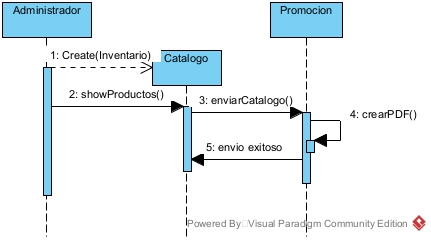 Administrador
Promocion
1: Create(Inventario)
Catalogo
2: showProductos()
3: enviarCatalogo()
4: crearPDF()
5: envio exitoso
Powered By Visual Paradigm Community Edition